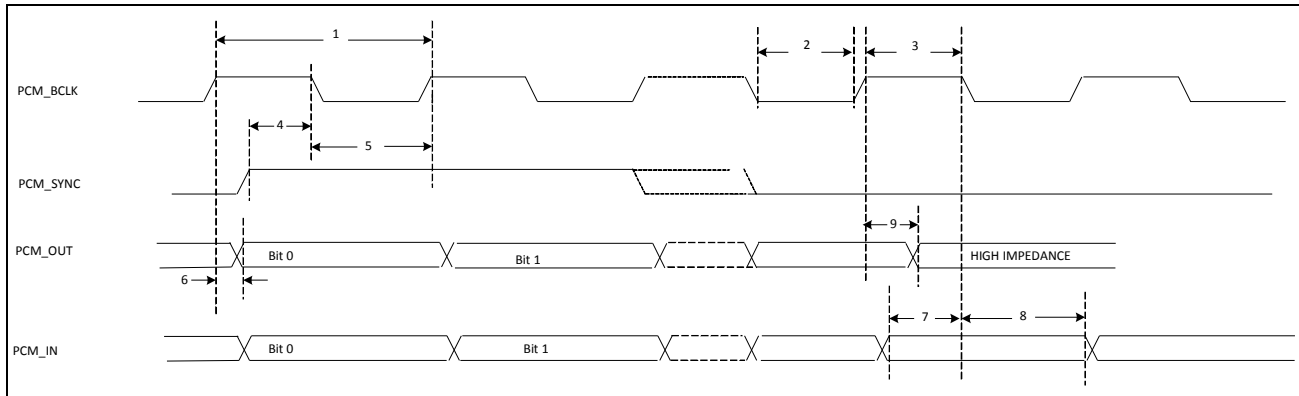 1
2
3
PCM_BCLK
4
5
PCM_SYNC
9
PCM_OUT
Bit 0
Bit 1
HIGH IMPEDANCE
6
7
8
PCM_IN
Bit 0
Bit 1